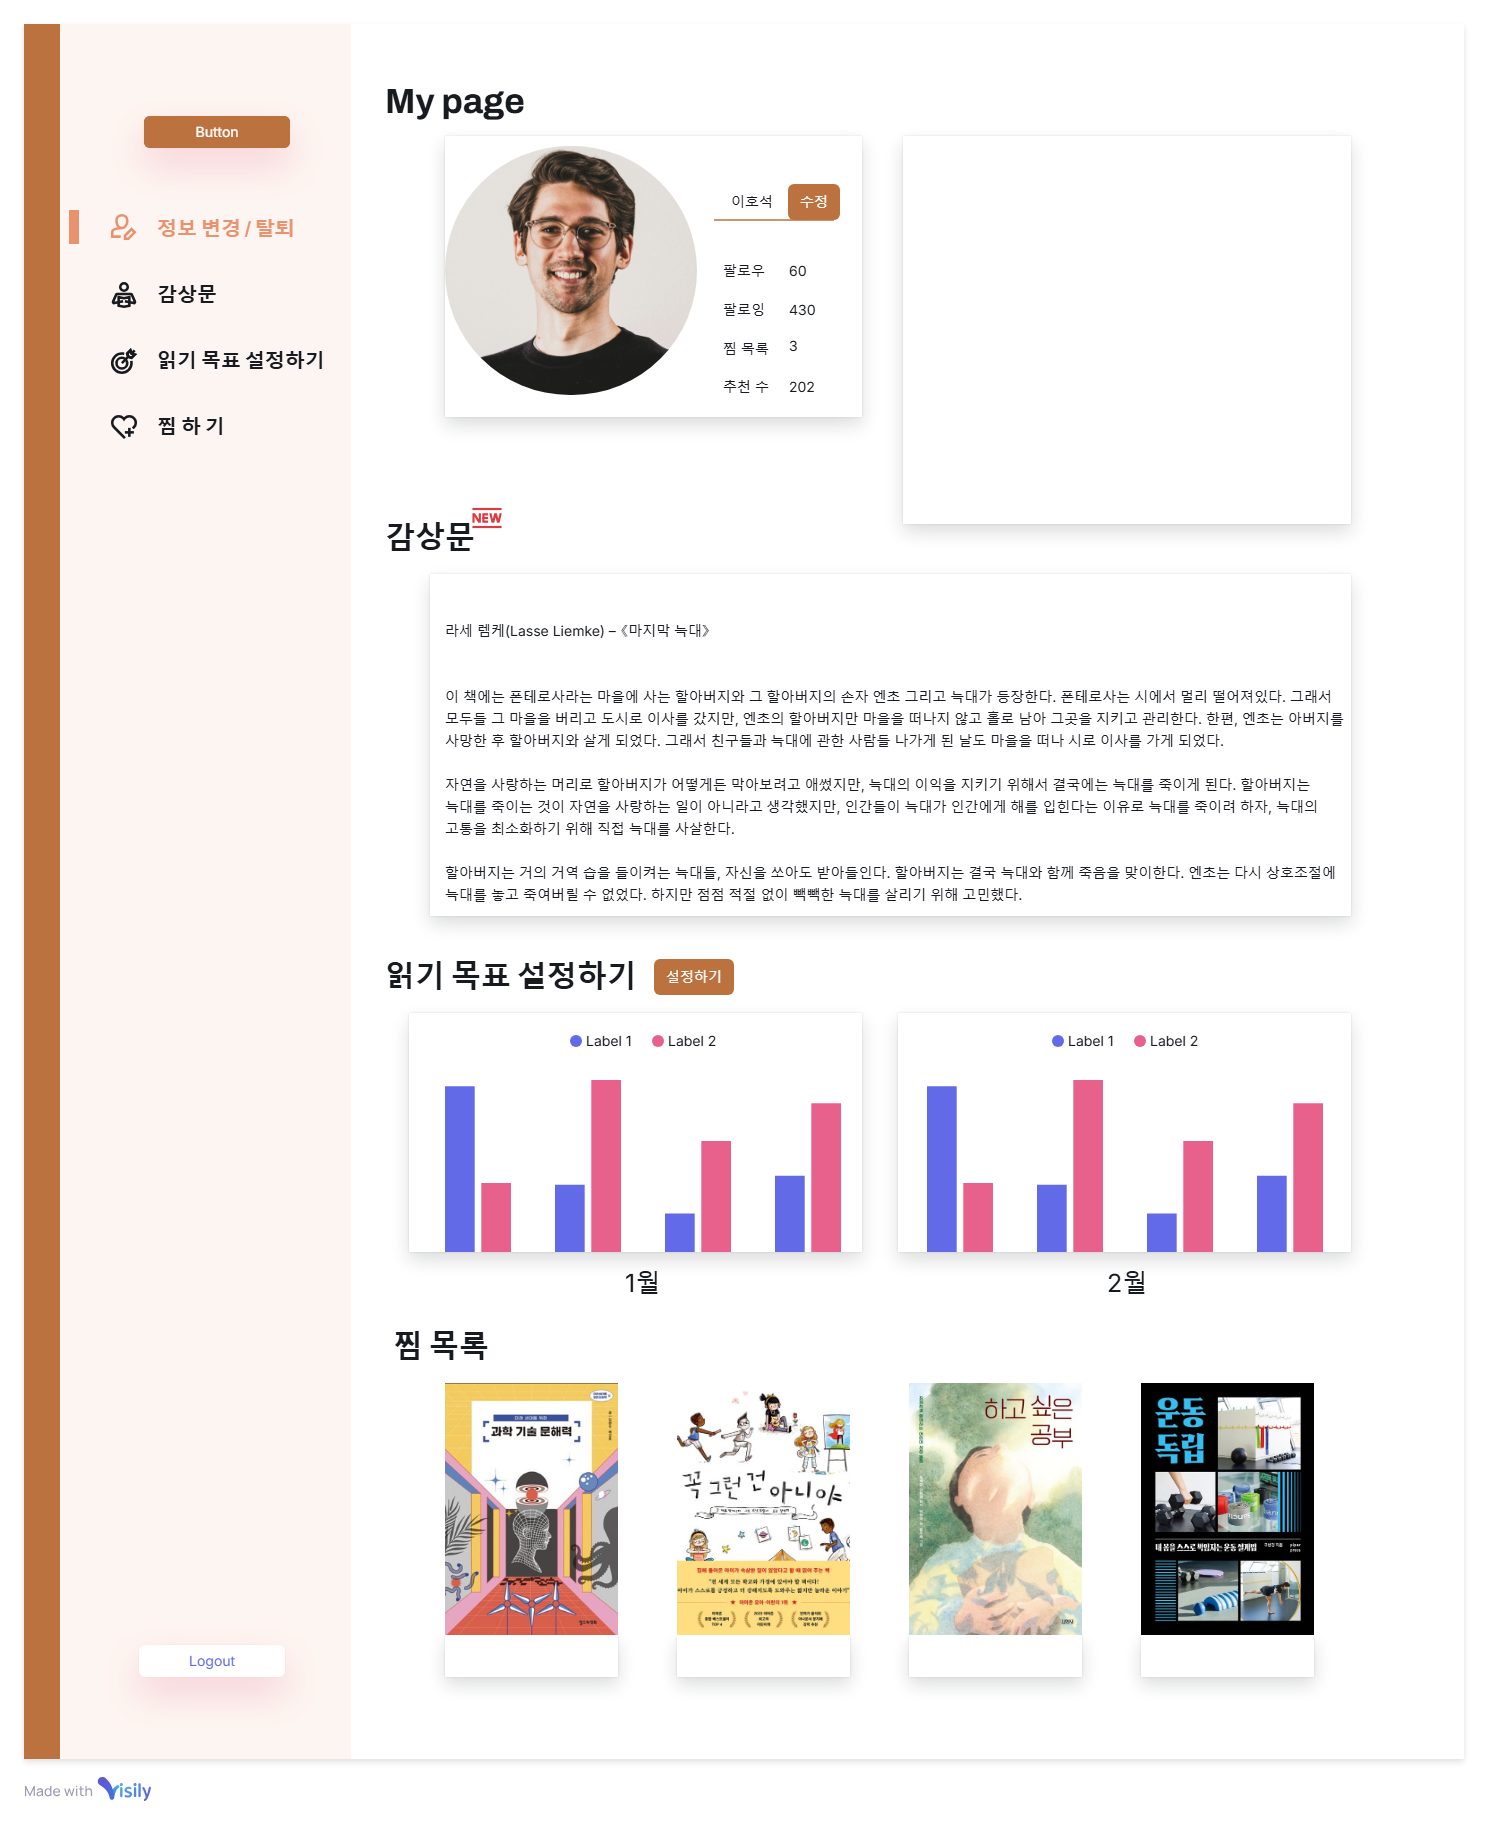 Button
정보 변경 / 탈퇴
감상문
읽기 목표 설정하기
찜 하 기
Logout
My page
이호석
수정
팔로우 60
팔로잉 430
찜 목록 3
추천 수 202
감상문
NEW
라세 렘케(Lasse Liemke) – 《마지막 늑대》
이 책에는 폰테로사라는 마을에 사는 할아버지와 그 할아버지의 손자 엔초 그리고 늑대가 등장한다. 폰테로사는 시에서 멀리 떨어져있다. 그래서
모두들 그 마을을 버리고 도시로 이사를 갔지만, 엔초의 할아버지만 마을을 떠나지 않고 홀로 남아 그곳을 지키고 관리한다. 한편, 엔초는 아버지를
사망한 후 할아버지와 살게 되었다. 그래서 친구들과 늑대에 관한 사람들 나가게 된 날도 마을을 떠나 시로 이사를 가게 되었다.
자연을 사랑하는 머리로 할아버지가 어떻게든 막아보려고 애썼지만, 늑대의 이익을 지키기 위해서 결국에는 늑대를 죽이게 된다. 할아버지는
늑대를 죽이는 것이 자연을 사랑하는 일이 아니라고 생각했지만, 인간들이 늑대가 인간에게 해를 입힌다는 이유로 늑대를 죽이려 하자, 늑대의
고통을 최소화하기 위해 직접 늑대를 사살한다.
할아버지는 거의 거역 습을 들이켜는 늑대들, 자신을 쏘아도 받아들인다. 할아버지는 결국 늑대와 함께 죽음을 맞이한다. 엔초는 다시 상호조절에
늑대를 놓고 죽여버릴 수 없었다. 하지만 점점 적절 없이 빽빽한 늑대를 살리기 위해 고민했다.
읽기 목표 설정하기
설정하기
Label 1 Label 2
1월
Label 1 Label 2
2월
찜 목록
과학 기술 문해력
꼭 그런 건 아니야
하고 싶은
공부
운동
독립
내 몸을 스스로 책임지는 운동 설계법
Made with Visily